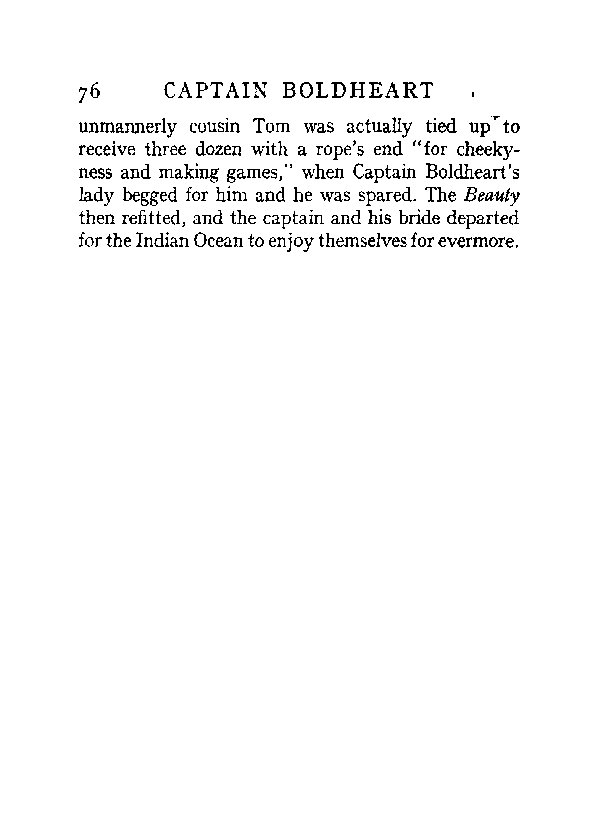 76 CAPTAIN BOLDHEART
unmannerly cousin Tom was actually tied up to
receive three dozen with a rope's end "for cheeky-
ness and making games," when Captain Boldheart's
lady begged for him and he was spared. The Beauty
then refitted, and the captain and his bride departed
for the Indian Ocean to enjoy themselves for evermore.